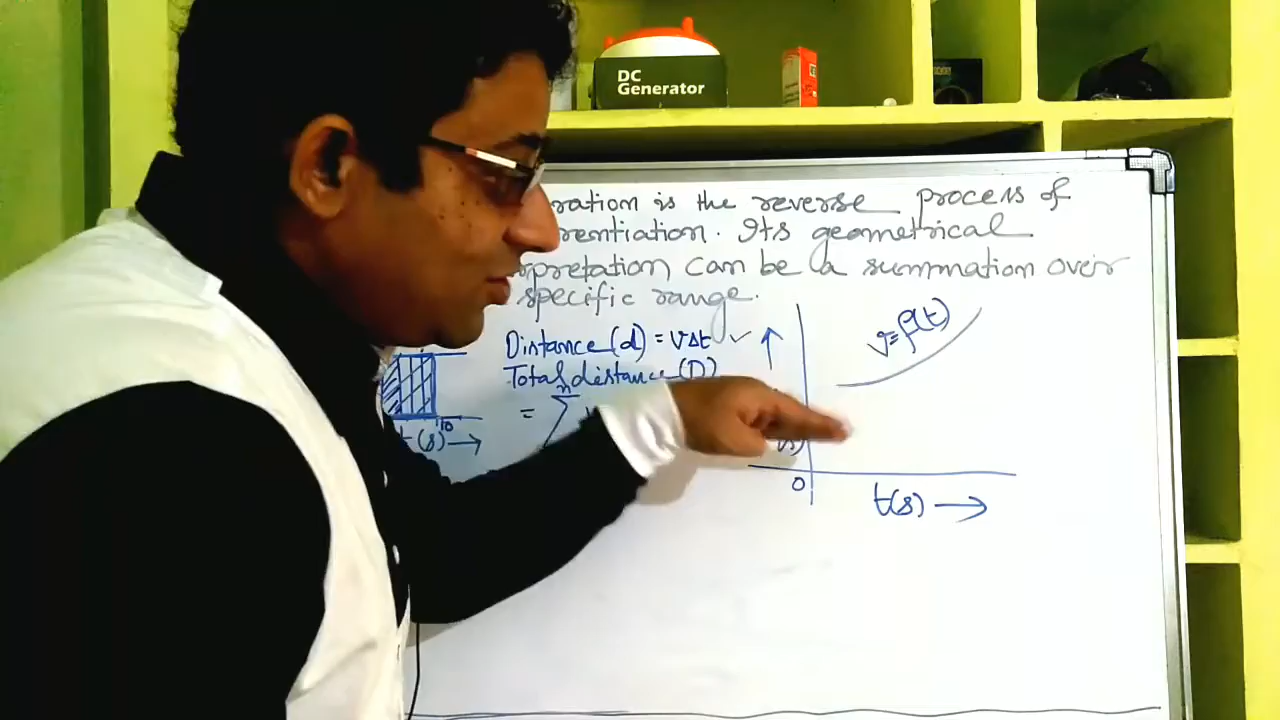 DC
Generator
ration is the reverse process of
rentiation. Its geometrical
pretation can be a summation over
specific range.
Distance (d) = vΔt ✓
Total distance (D)
= n Σ
10
t (s) →
v = f(t)
0
t(s) →